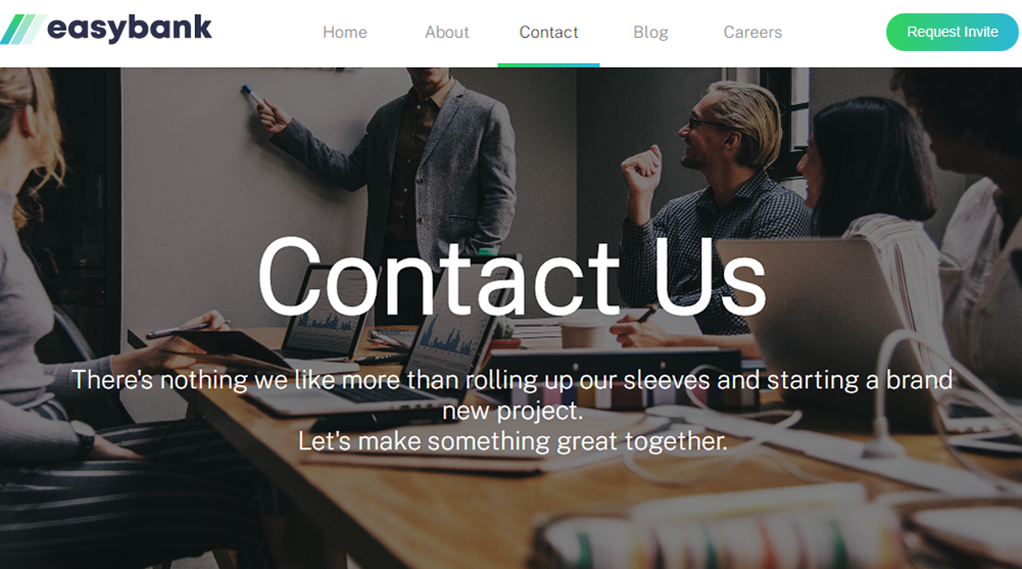 easybank
Home
About
Contact
Blog
Careers
Request Invite
Contact Us
There's nothing we like more than rolling up our sleeves and starting a brand
new project.
Let's make something great together.